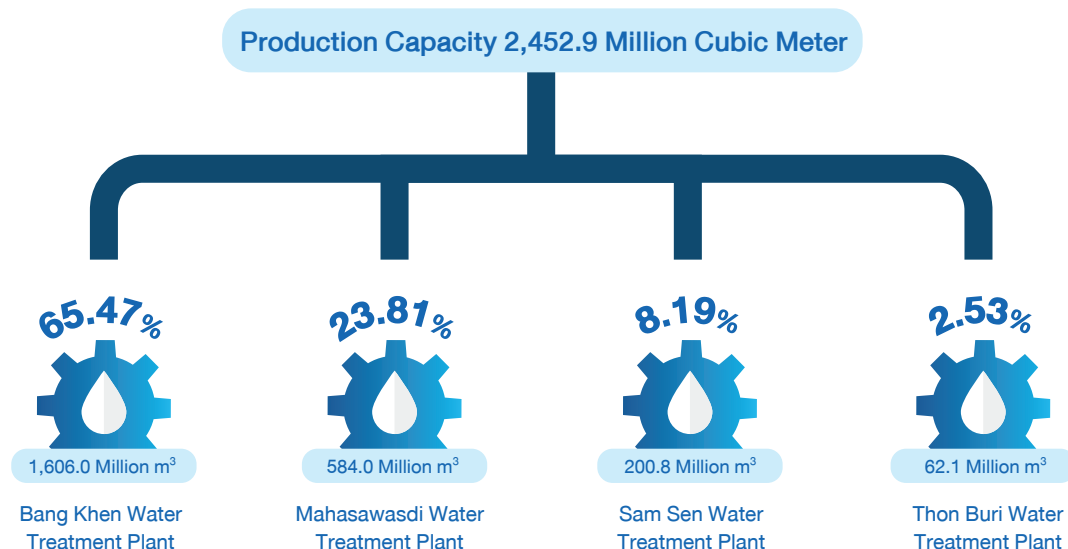 Production Capacity 2,452.9 Million Cubic Meter
65.47%
23.81%
8.19%
2.53%
1,606.0 Million m³
584.0 Million m³
200.8 Million m³
62.1 Million m³
Bang Khen Water
Treatment Plant
Mahasawasdi Water
Treatment Plant
Sam Sen Water
Treatment Plant
Thon Buri Water
Treatment Plant